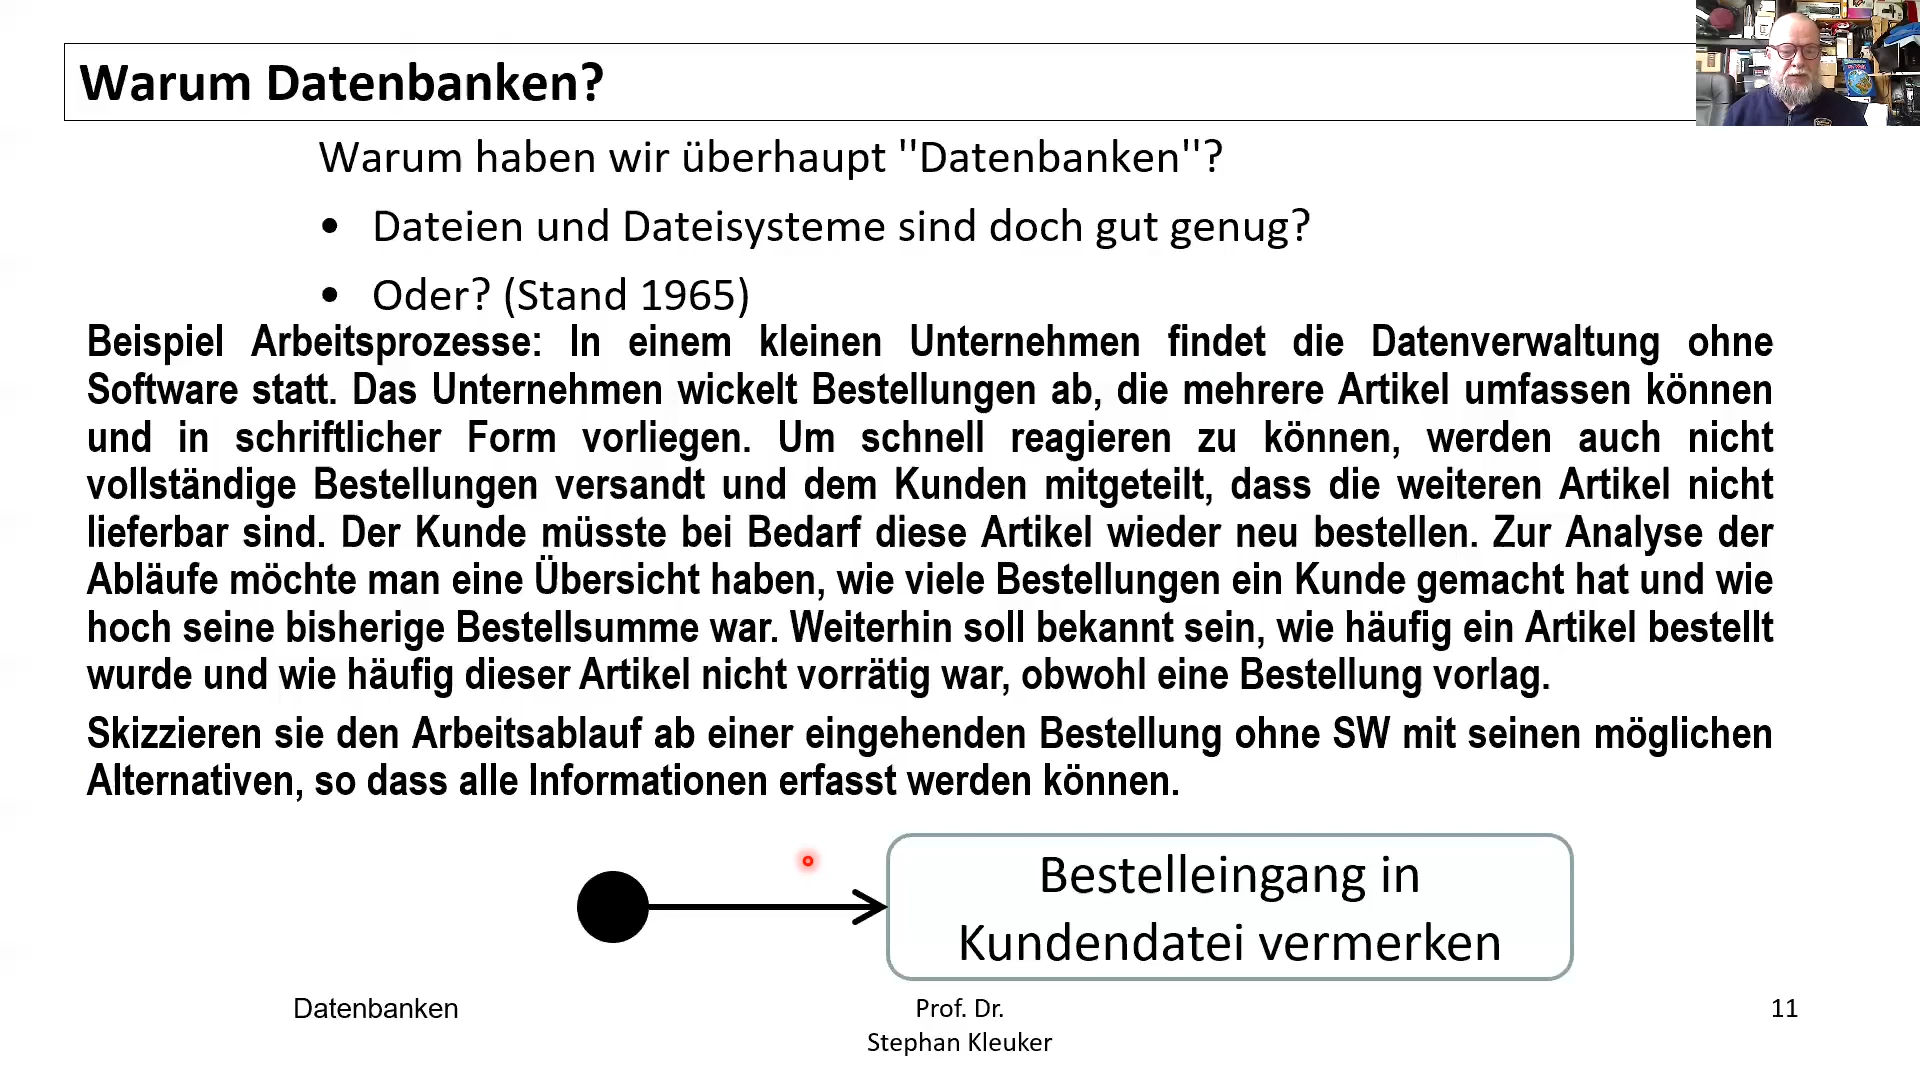 Warum Datenbanken?
Warum haben wir überhaupt "Datenbanken"?
• Dateien und Dateisysteme sind doch gut genug?
• Oder? (Stand 1965)
Beispiel Arbeitsprozesse: In einem kleinen Unternehmen findet die Datenverwaltung ohne
Software statt. Das Unternehmen wickelt Bestellungen ab, die mehrere Artikel umfassen können
und in schriftlicher Form vorliegen. Um schnell reagieren zu können, werden auch nicht
vollständige Bestellungen versandt und dem Kunden mitgeteilt, dass die weiteren Artikel nicht
lieferbar sind. Der Kunde müsste bei Bedarf diese Artikel wieder neu bestellen. Zur Analyse der
Abläufe möchte man eine Übersicht haben, wie viele Bestellungen ein Kunde gemacht hat und wie
hoch seine bisherige Bestellsumme war. Weiterhin soll bekannt sein, wie häufig ein Artikel bestellt
wurde und wie häufig dieser Artikel nicht vorrätig war, obwohl eine Bestellung vorlag.
Skizzieren sie den Arbeitsablauf ab einer eingehenden Bestellung ohne SW mit seinen möglichen
Alternativen, so dass alle Informationen erfasst werden können.
Bestelleingang in
Kundendatei vermerken
Datenbanken
Prof. Dr.
Stephan Kleuker
11